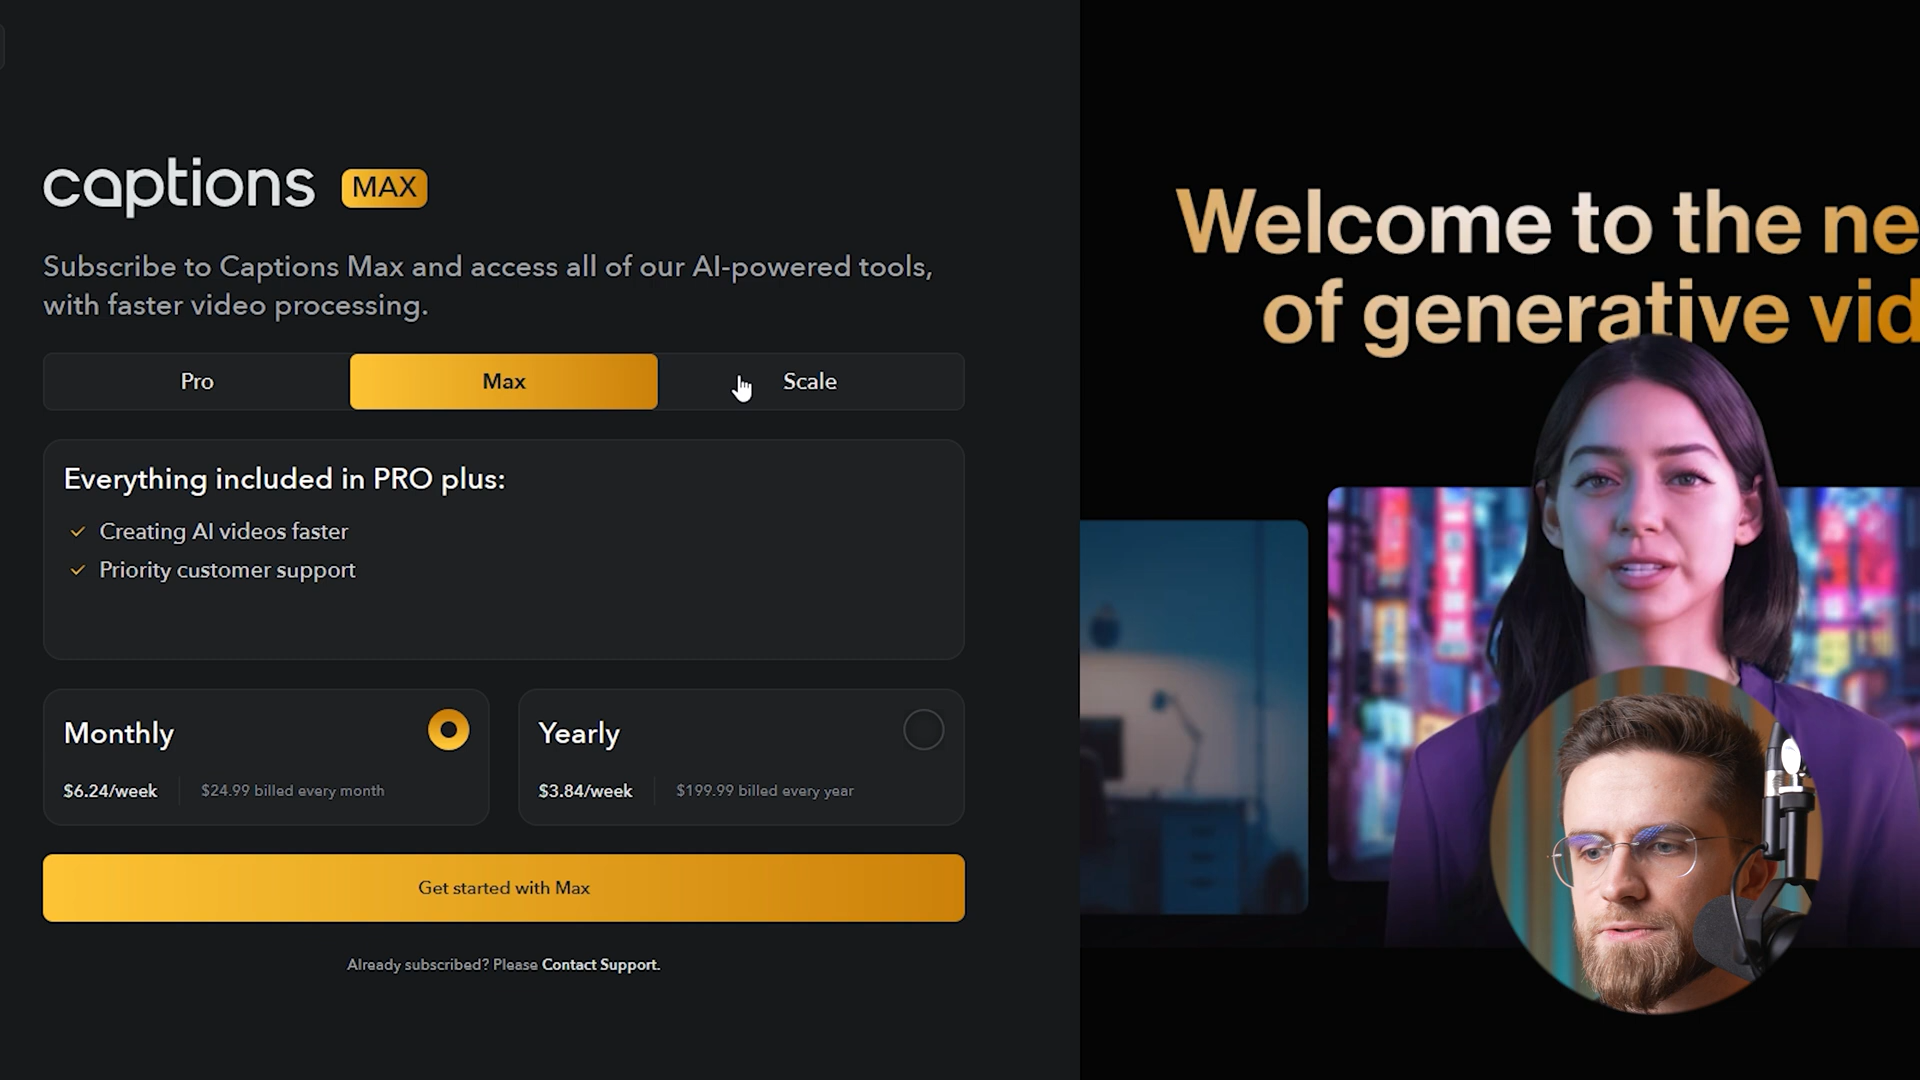 captions MAX
Subscribe to Captions Max and access all of our AI-powered tools,
with faster video processing.
Pro Max Scale
Everything included in PRO plus:
Creating AI videos faster
Priority customer support
Monthly
$6.24/week $24.99 billed every month
Yearly
$3.84/week $199.99 billed every year
Get started with Max
Already subscribed? Please Contact Support.
Welcome to the ne
of generative vid